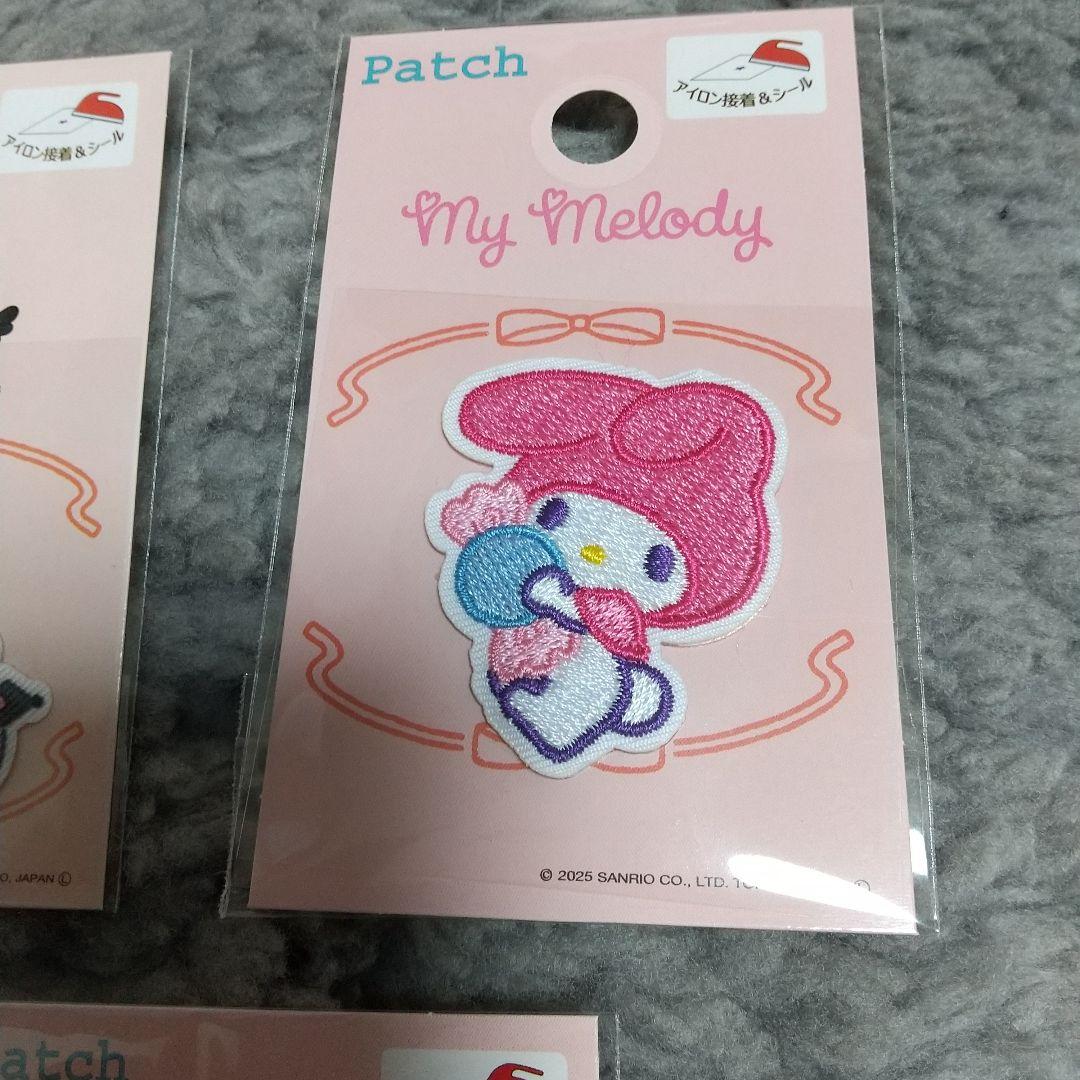 Patch
アイロン接着&シール
My Melody
© 2025 SANRIO CO., LTD.
アイロン接着&シール
JAPAN Ⓛ
atch